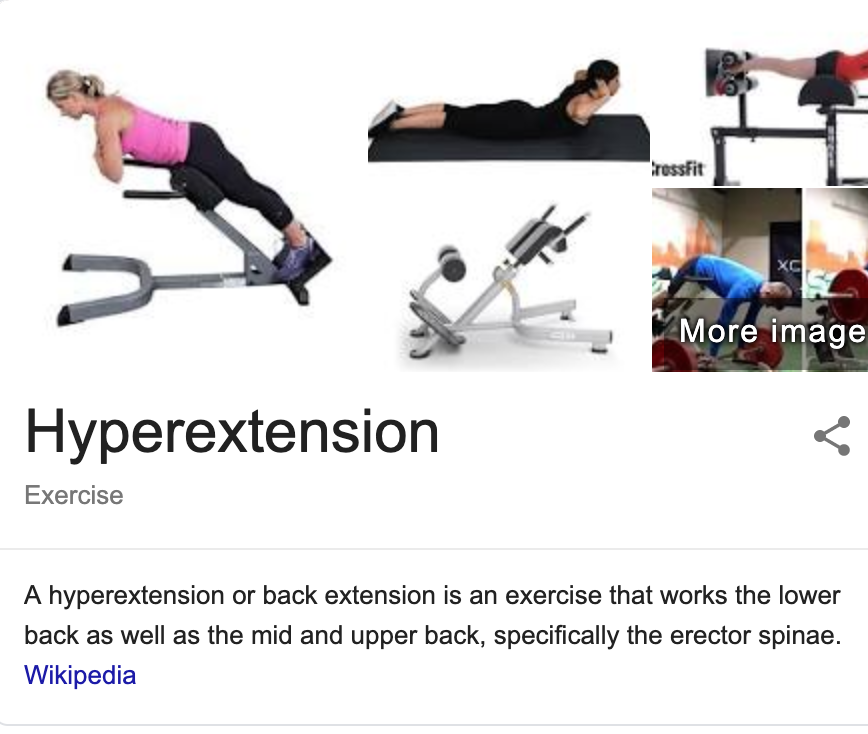 CrossFit
XC
More image
Hyperextension
Exercise
A hyperextension or back extension is an exercise that works the lower
back as well as the mid and upper back, specifically the erector spinae.
Wikipedia